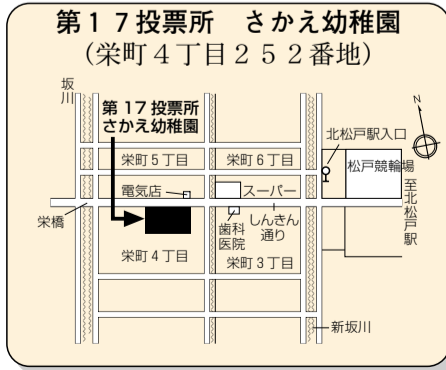 第１７投票所　さかえ幼稚園
（栄町４丁目２５２番地）
坂川
第17投票所
さかえ幼稚園
N
北松戸駅入口
栄町５丁目
栄町６丁目
松戸競輪場
電気店
スーパー
至北松戸駅
栄橋
歯科
医院
しんきん
通り
栄町４丁目
栄町３丁目
新坂川